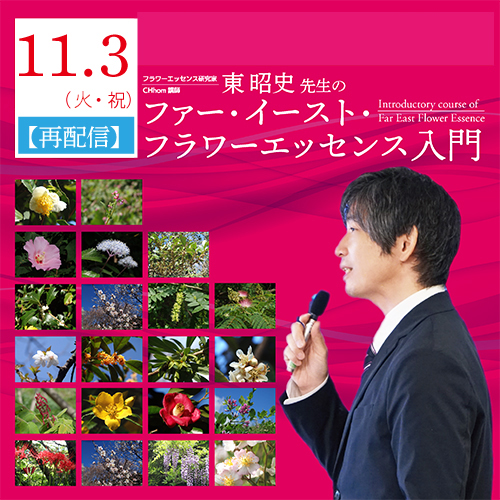 11.3
（火・祝）
【再配信】
フラワーエッセンス研究家
CHhom 講師
東 昭史 先生の
ファー・イースト・
Introductory course of
Far East Flower Essence
フラワーエッセンス入門